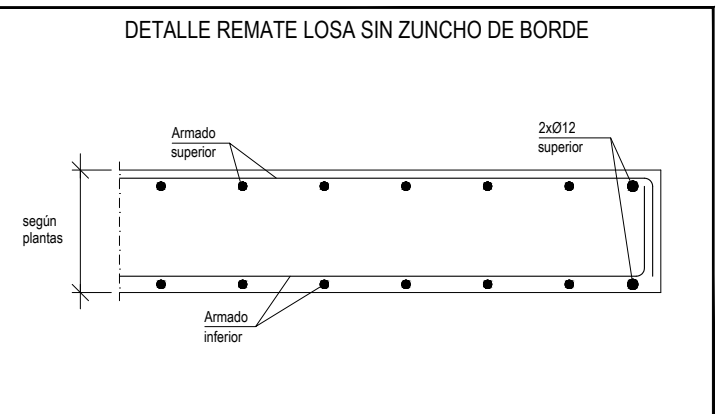 DETALLE REMATE LOSA SIN ZUNCHO DE BORDE
Armado
superior
2xØ12
superior
según
plantas
Armado
inferior